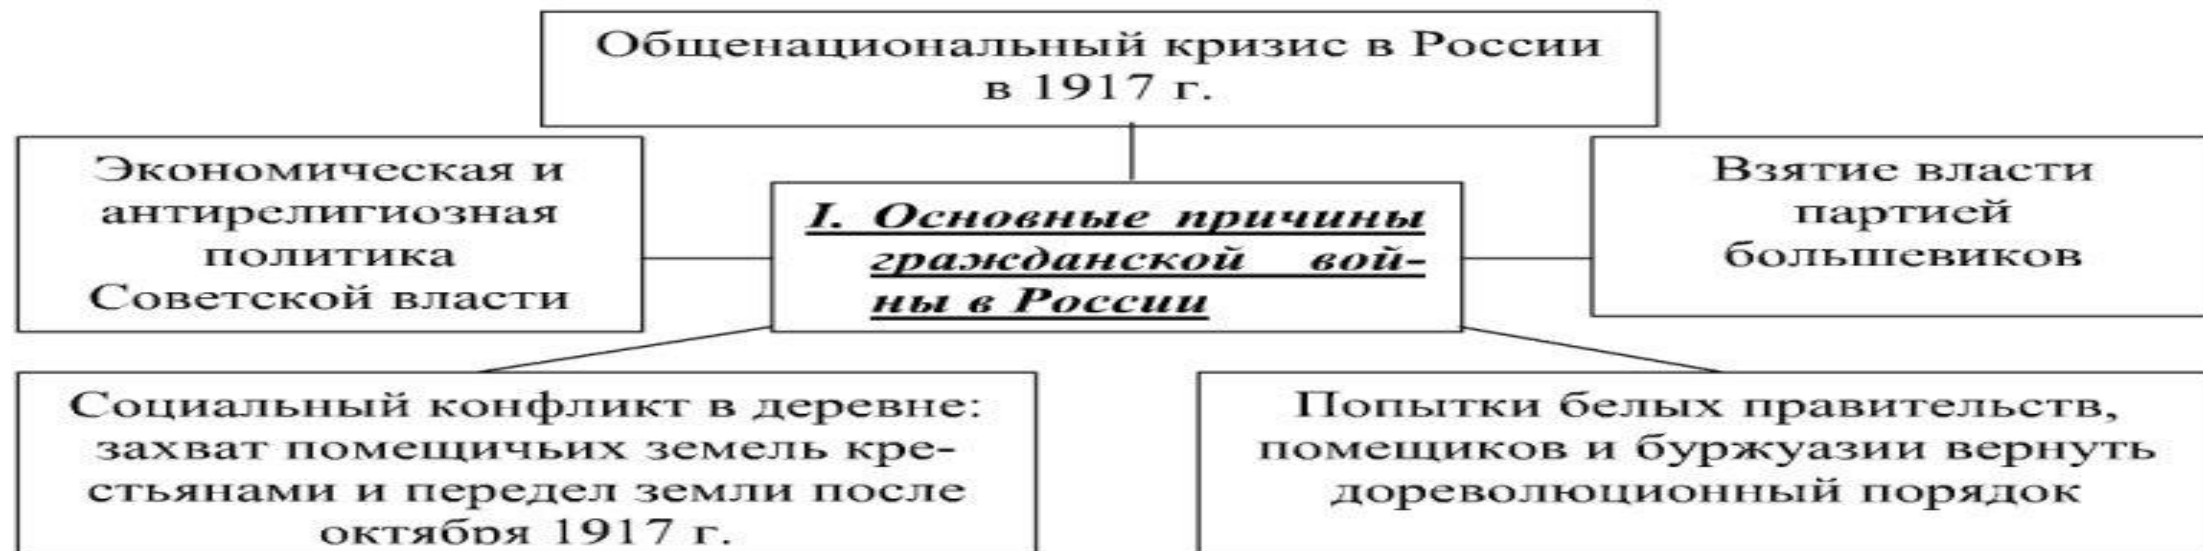 Общенациональный кризис в России
в 1917 г.
Экономическая и
антирелигиозная
политика
Советской власти
I. Основные причины
гражданской вой-
ны в России
Взятие власти
партией
большевиков
Социальный конфликт в деревне:
захват помещичьих земель кре-
стьянами и передел земли после
октября 1917 г.
Попытки белых правительств,
помещиков и буржуазии вернуть
дореволюционный порядок